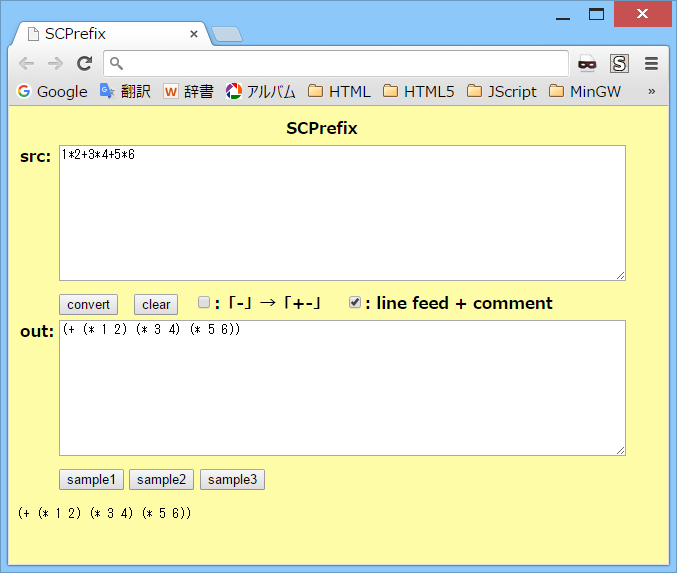 SCPrefix
Google 翻訳 辞書 アルバム HTML HTML5 JScript MinGW »
SCPrefix
src: 1*2+3*4+5*6
convert clear : 「-」→「+-」 : line feed + comment
out: (+ (* 1 2) (* 3 4) (* 5 6))
sample1 sample2 sample3
(+ (* 1 2) (* 3 4) (* 5 6))